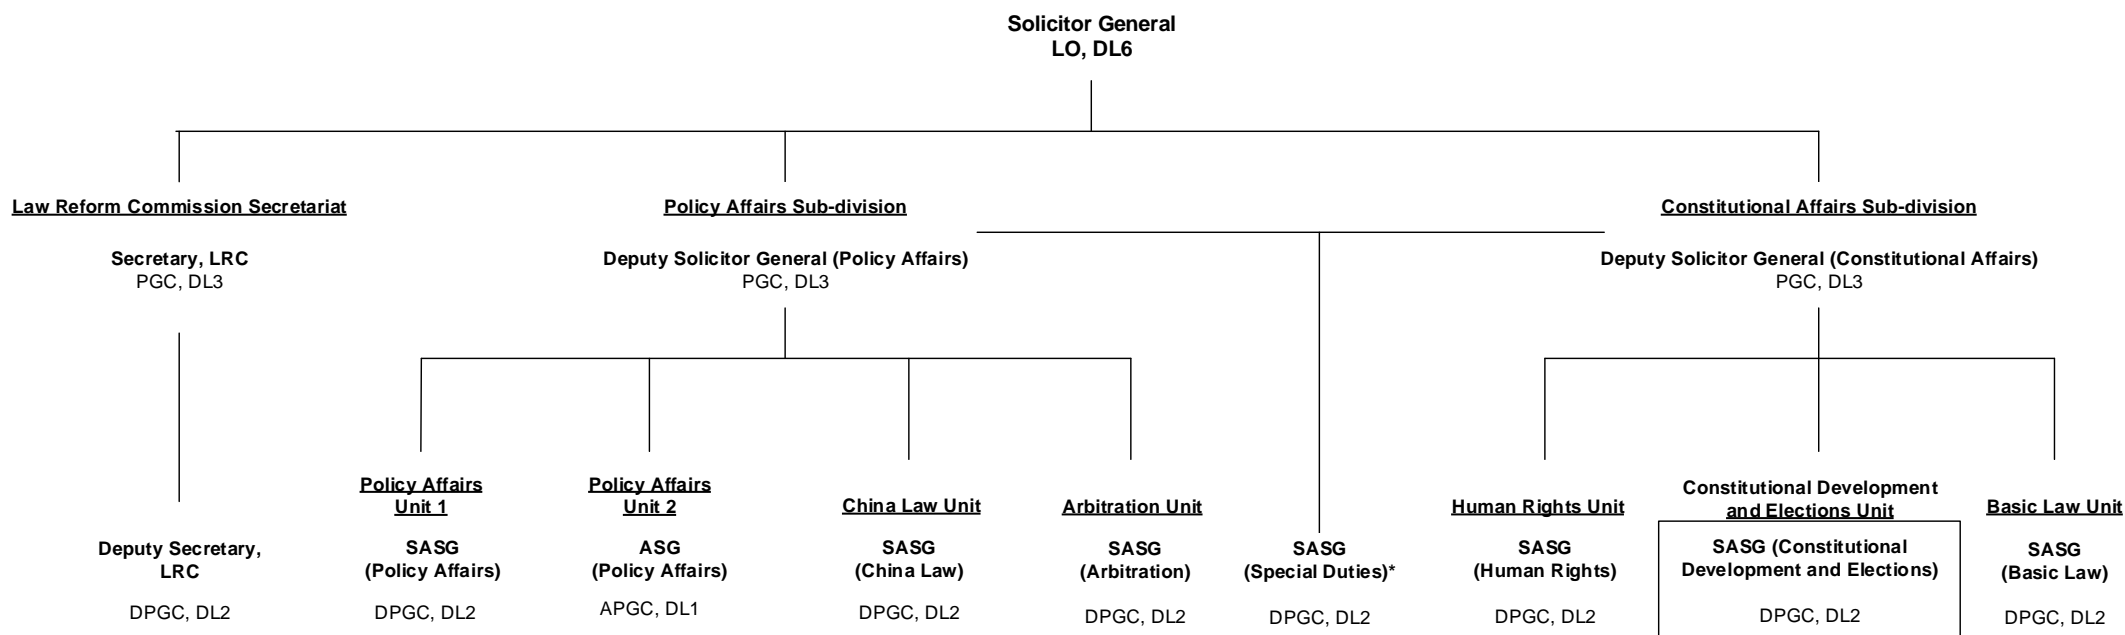 Solicitor General
LO, DL6
Law Reform Commission Secretariat
Policy Affairs Sub-division
Constitutional Affairs Sub-division
Secretary, LRC
PGC, DL3
Deputy Solicitor General (Policy Affairs)
PGC, DL3
Deputy Solicitor General (Constitutional Affairs)
PGC, DL3
Deputy Secretary,
LRC
DPGC, DL2
Policy Affairs
Unit 1
SASG
(Policy Affairs)
DPGC, DL2
Policy Affairs
Unit 2
ASG
(Policy Affairs)
APGC, DL1
China Law Unit
SASG
(China Law)
DPGC, DL2
Arbitration Unit
SASG
(Arbitration)
DPGC, DL2
SASG
(Special Duties)*
DPGC, DL2
Human Rights Unit
SASG
(Human Rights)
DPGC, DL2
Constitutional Development
and Elections Unit
SASG (Constitutional
Development and Elections)
DPGC, DL2
Basic Law Unit
SASG
(Basic Law)
DPGC, DL2